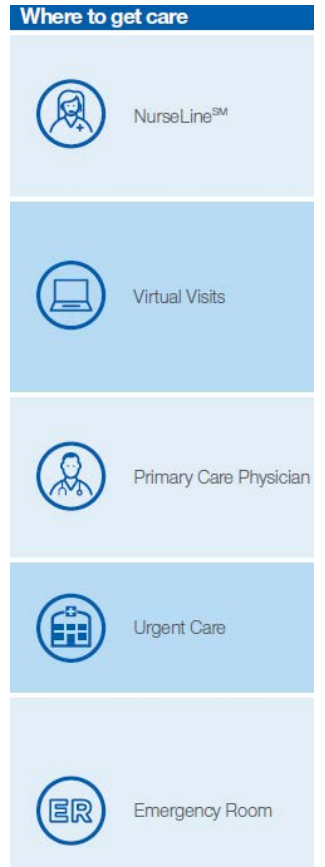 Where to get care
NurseLine℠
Virtual Visits
Primary Care Physician
Urgent Care
ER
Emergency Room